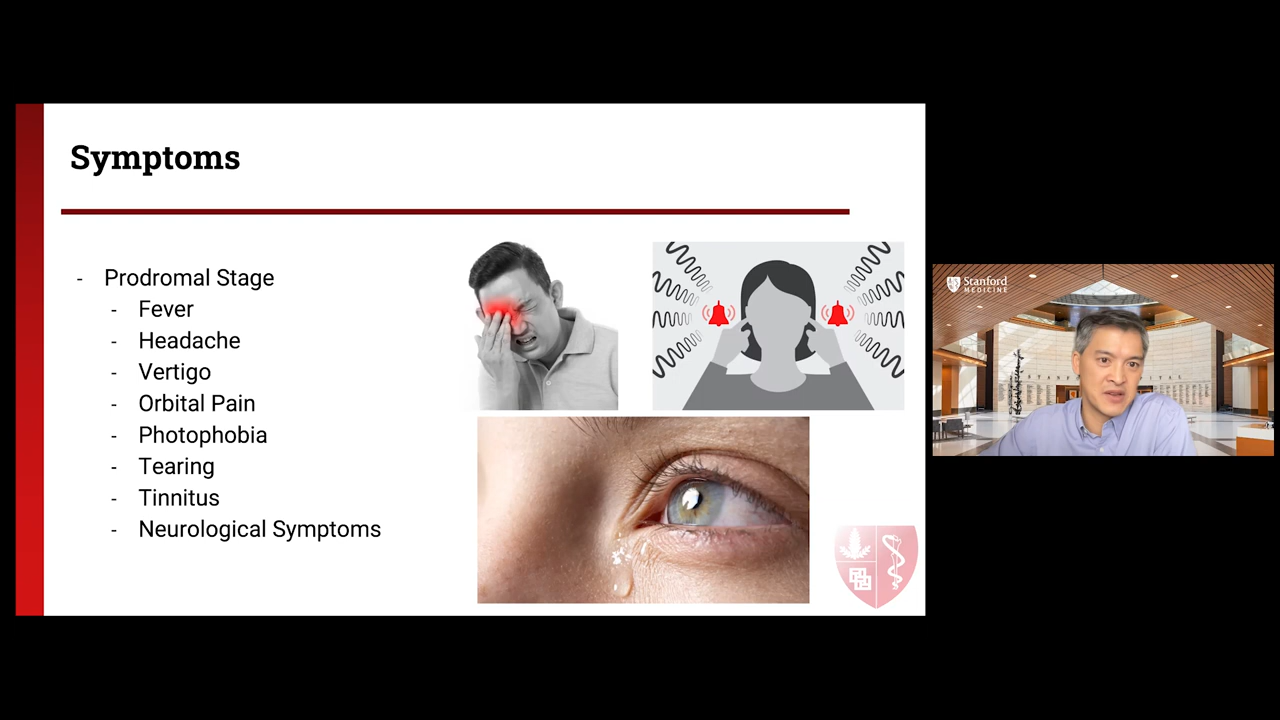 Symptoms
- Prodromal Stage
- Fever
- Headache
- Vertigo
- Orbital Pain
- Photophobia
- Tearing
- Tinnitus
- Neurological Symptoms
Stanford
MEDICINE